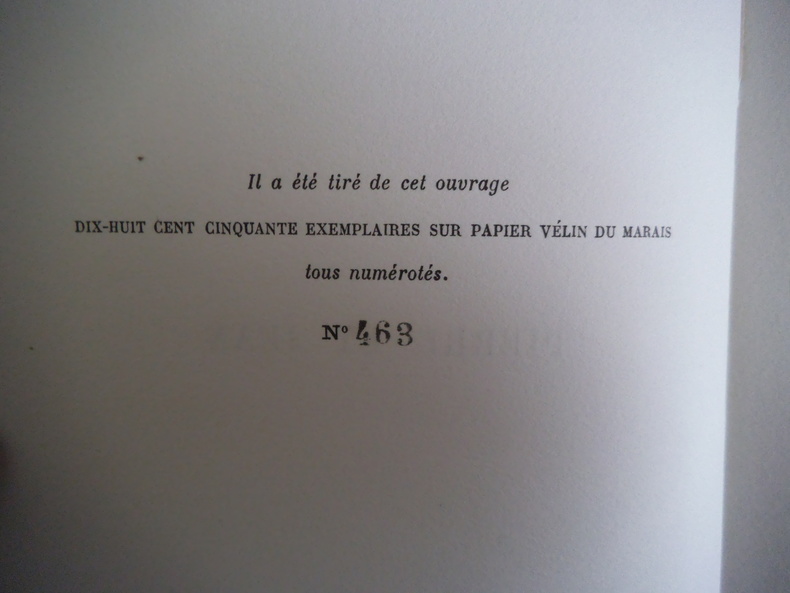 Il a été tiré de cet ouvrage
DIX-HUIT CENT CINQUANTE EXEMPLAIRES SUR PAPIER VÉLIN DU MARAIS
tous numérotés.
Nº 463